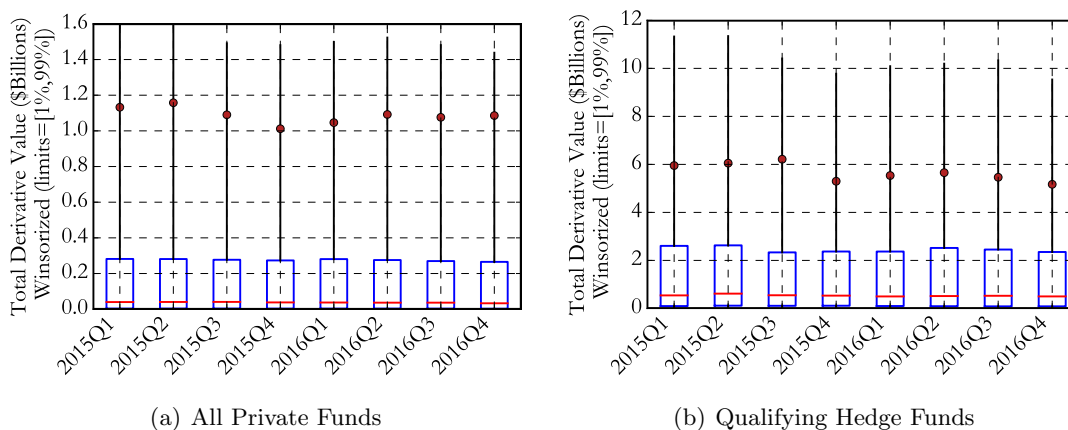 Total Derivative Value ($Billions)
Winsorized (limits=[1%,99%])
1.6
1.4
1.2
1.0
0.8
0.6
0.4
0.2
0.0
2015Q1
2015Q2
2015Q3
2015Q4
2016Q1
2016Q2
2016Q3
2016Q4
(a) All Private Funds
Total Derivative Value ($Billions)
Winsorized (limits=[1%,99%])
12
10
8
6
4
2
0
2015Q1
2015Q2
2015Q3
2015Q4
2016Q1
2016Q2
2016Q3
2016Q4
(b) Qualifying Hedge Funds